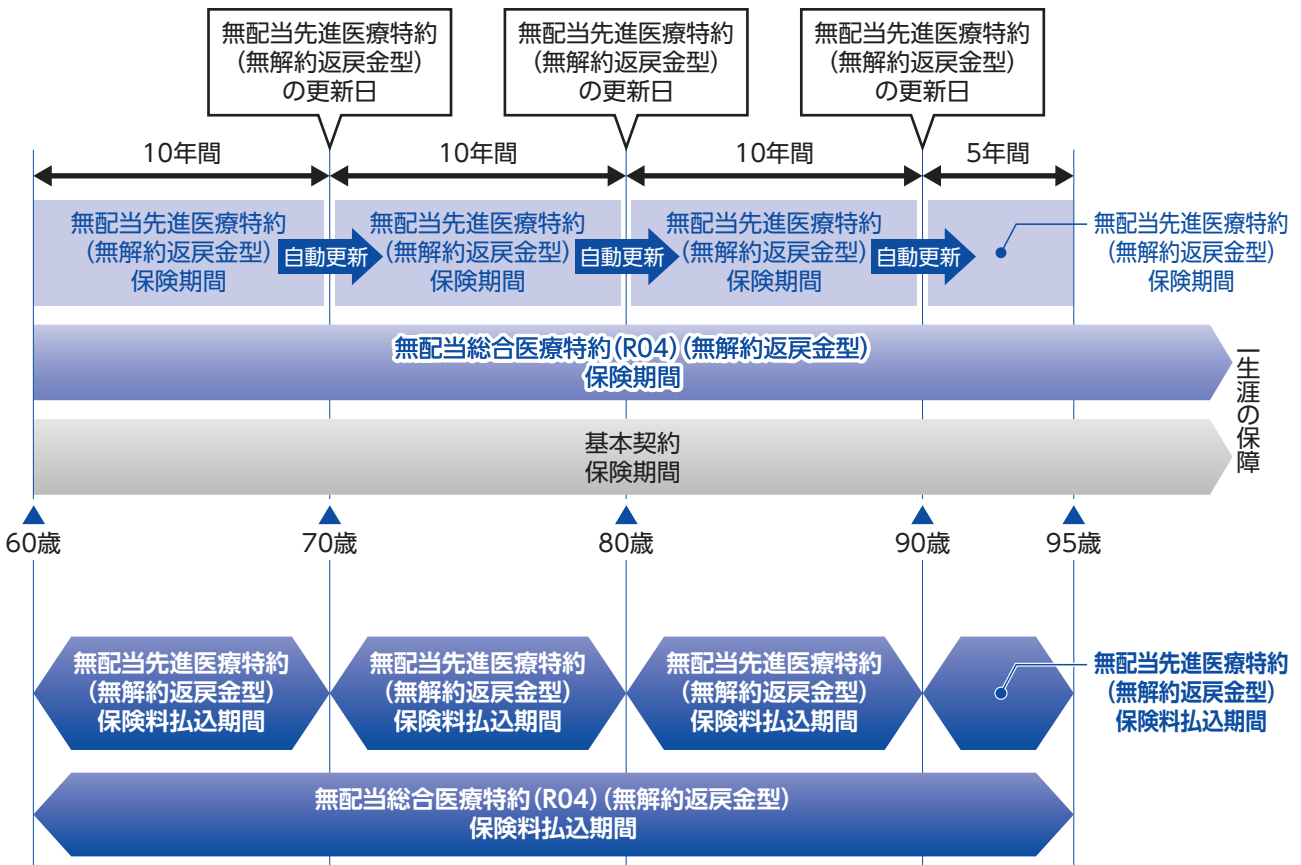 無配当先進医療特約
(無解約返戻金型)
の更新日
無配当先進医療特約
(無解約返戻金型)
の更新日
無配当先進医療特約
(無解約返戻金型)
の更新日
10年間
10年間
10年間
5年間
無配当先進医療特約
(無解約返戻金型)
保険期間
自動更新
無配当先進医療特約
(無解約返戻金型)
保険期間
自動更新
無配当先進医療特約
(無解約返戻金型)
保険期間
自動更新
無配当先進医療特約
(無解約返戻金型)
保険期間
無配当総合医療特約(R04)(無解約返戻金型)
保険期間
基本契約
保険期間
一生涯の保障
60歳
70歳
80歳
90歳
95歳
無配当先進医療特約
(無解約返戻金型)
保険料払込期間
無配当先進医療特約
(無解約返戻金型)
保険料払込期間
無配当先進医療特約
(無解約返戻金型)
保険料払込期間
無配当先進医療特約
(無解約返戻金型)
保険料払込期間
無配当総合医療特約(R04)(無解約返戻金型)
保険料払込期間